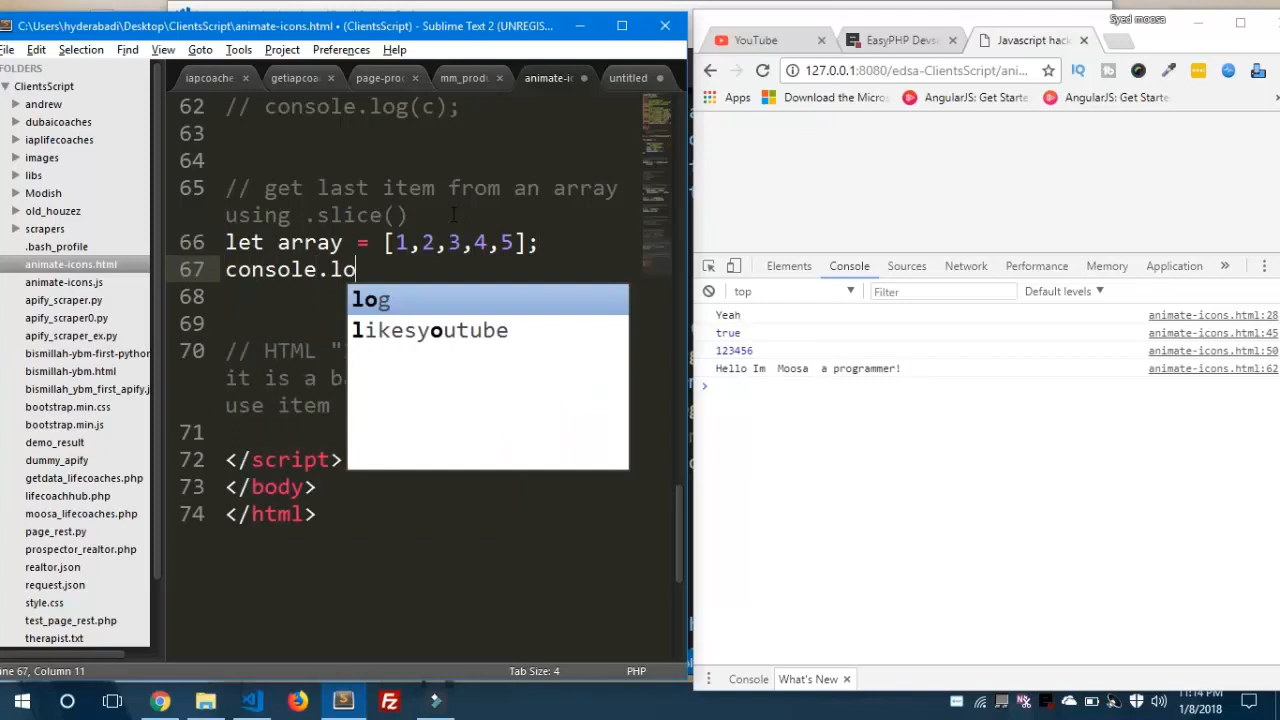 C:\Users\hyderabadi\Desktop\ClientsScript\animate-icons.html • (ClientsScript) - Sublime Text 2 (UNREGIS...
File Edit Selection Find View Goto Tools Project Preferences Help
FOLDERS
ClientsScript
andrew
dubaicoaches
iaplifecoaches
images
libs
Modish
old_houzez
scrapers
.bash_profile
animate-icons.html
animate-icons.js
apify_scraper.py
apify_scraper0.py
apify_scraper_ex.py
bismillah-ybm-first-python
bismillah-ybm.html
bismillah_ybm_first_apify.j
bootstrap.min.css
bootstrap.min.js
demo_result
dummy_apify
getdata_lifecoaches.php
lifecoachhub.php
moosa_lifecoaches.php
page_rest.py
prospector_realtor.php
realtor.json
request.json
style.css
test_page_rest.php
therapist.txt
iapcoache getiapcoac page-pro mm_produ animate-i untitled
62 // console.log(c);
63
64
65 // get last item from an array
using .slice()
66 let array = [1,2,3,4,5];
67 console.lo
log
likesyoutube
68
69
70 // HTML "
it is a b
use item
71
72 </script>
73 </body>
74 </html>
Line 67, Column 11 Tab Size: 4 PHP
Syed moosa
YouTube EasyPHP Devs Javascript hack
127.0.0.1:8080/edsa-ClientsScript/ani...
Apps Download the Micros AngularJS: Get Starte AngularJS: Get Starte
Elements Console Sources Network Performance Memory Application »
top Filter Default levels
Yeah animate-icons.html:28
true animate-icons.html:45
123456 animate-icons.html:50
Hello Im Moosa a programmer! animate-icons.html:62
>
Console What's New
11:14 PM
1/8/2018